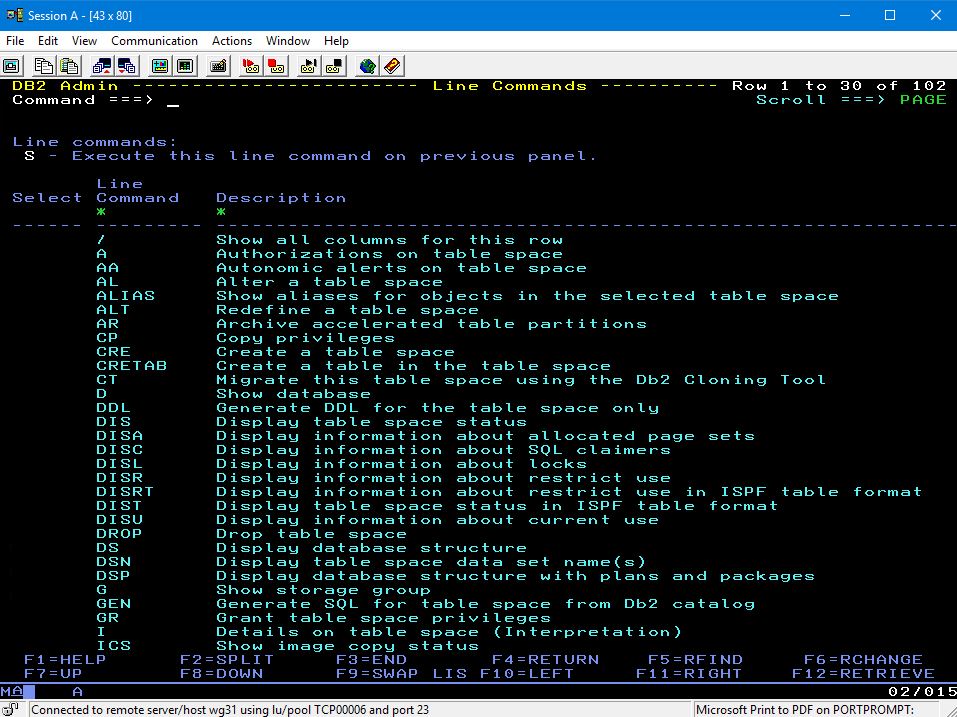 Session A - [43 x 80]
File Edit View Communication Actions Window Help
DB2 Admin ------------------------ Line Commands ---------- Row 1 to 30 of 102
Command ===> _ Scroll ===> PAGE
Line commands:
S - Execute this line command on previous panel.
Line
Select Command Description
* *
------ --------- --------------------------------------------------------------
/ Show all columns for this row
A Authorizations on table space
AA Autonomic alerts on table space
AL Alter a table space
ALIAS Show aliases for objects in the selected table space
ALT Redefine a table space
AR Archive accelerated table partitions
CP Copy privileges
CRE Create a table space
CRETAB Create a table in the table space
CT Migrate this table space using the Db2 Cloning Tool
D Show database
DDL Generate DDL for the table space only
DIS Display table space status
DISA Display information about allocated page sets
DISC Display information about SQL claimers
DISL Display information about locks
DISR Display information about restrict use
DISRT Display information about restrict use in ISPF table format
DIST Display table space status in ISPF table format
DISU Display information about current use
DROP Drop table space
DS Display database structure
DSN Display table space data set name(s)
DSP Display database structure with plans and packages
G Show storage group
GEN Generate SQL for table space from Db2 catalog
GR Grant table space privileges
I Details on table space (Interpretation)
ICS Show image copy status
F1=HELP F2=SPLIT F3=END F4=RETURN F5=RFIND F6=RCHANGE
F7=UP F8=DOWN F9=SWAP LIS F10=LEFT F11=RIGHT F12=RETRIEVE
MA A 02/015
Connected to remote server/host wg31 using lu/pool TCP00006 and port 23 Microsoft Print to PDF on PORTPROMPT: